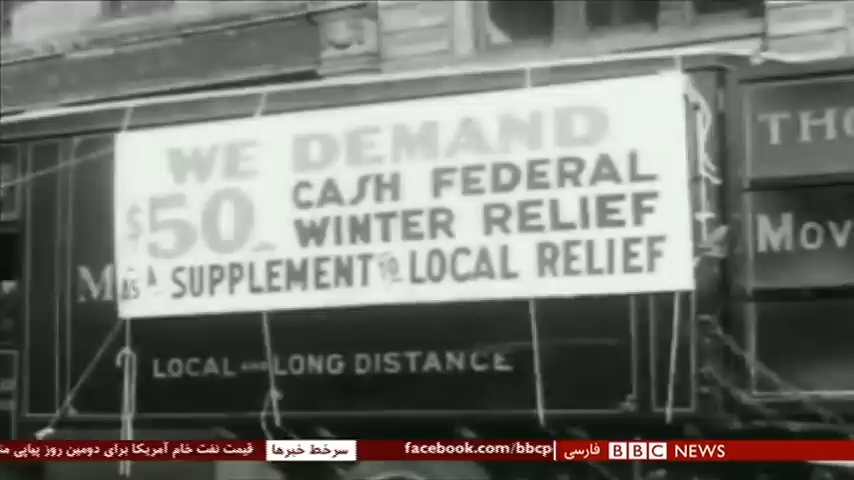 WE DEMAND
$50 CASH FEDERAL
WINTER RELIEF
AS A SUPPLEMENT TO LOCAL RELIEF
THO
M
MOV
LOCAL AND LONG DISTANCE
قیمت نفت خام آمریکا برای دومین روز پیاپی من
سرخط خبرها
facebook.com/bbcp
فارسی BBC NEWS